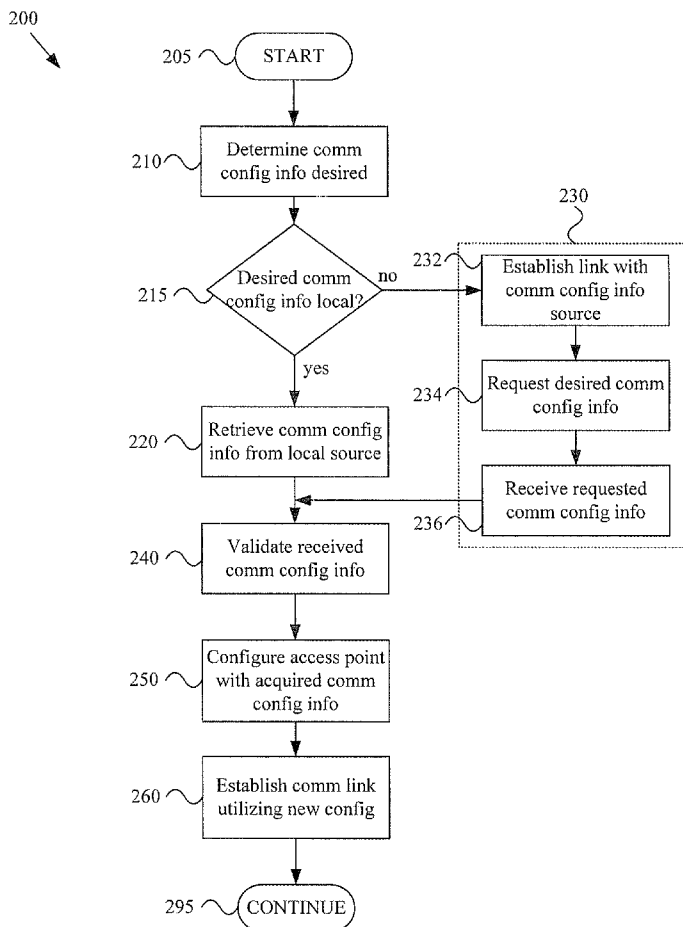 200
205
START
210
Determine comm
config info desired
215
Desired comm
config info local?
no
yes
230
232
Establish link with
comm config info
source
234
Request desired comm
config info
236
Receive requested
comm config info
220
Retrieve comm config
info from local source
240
Validate received
comm config info
250
Configure access point
with acquired comm
config info
260
Establish comm link
utilizing new config
295
CONTINUE